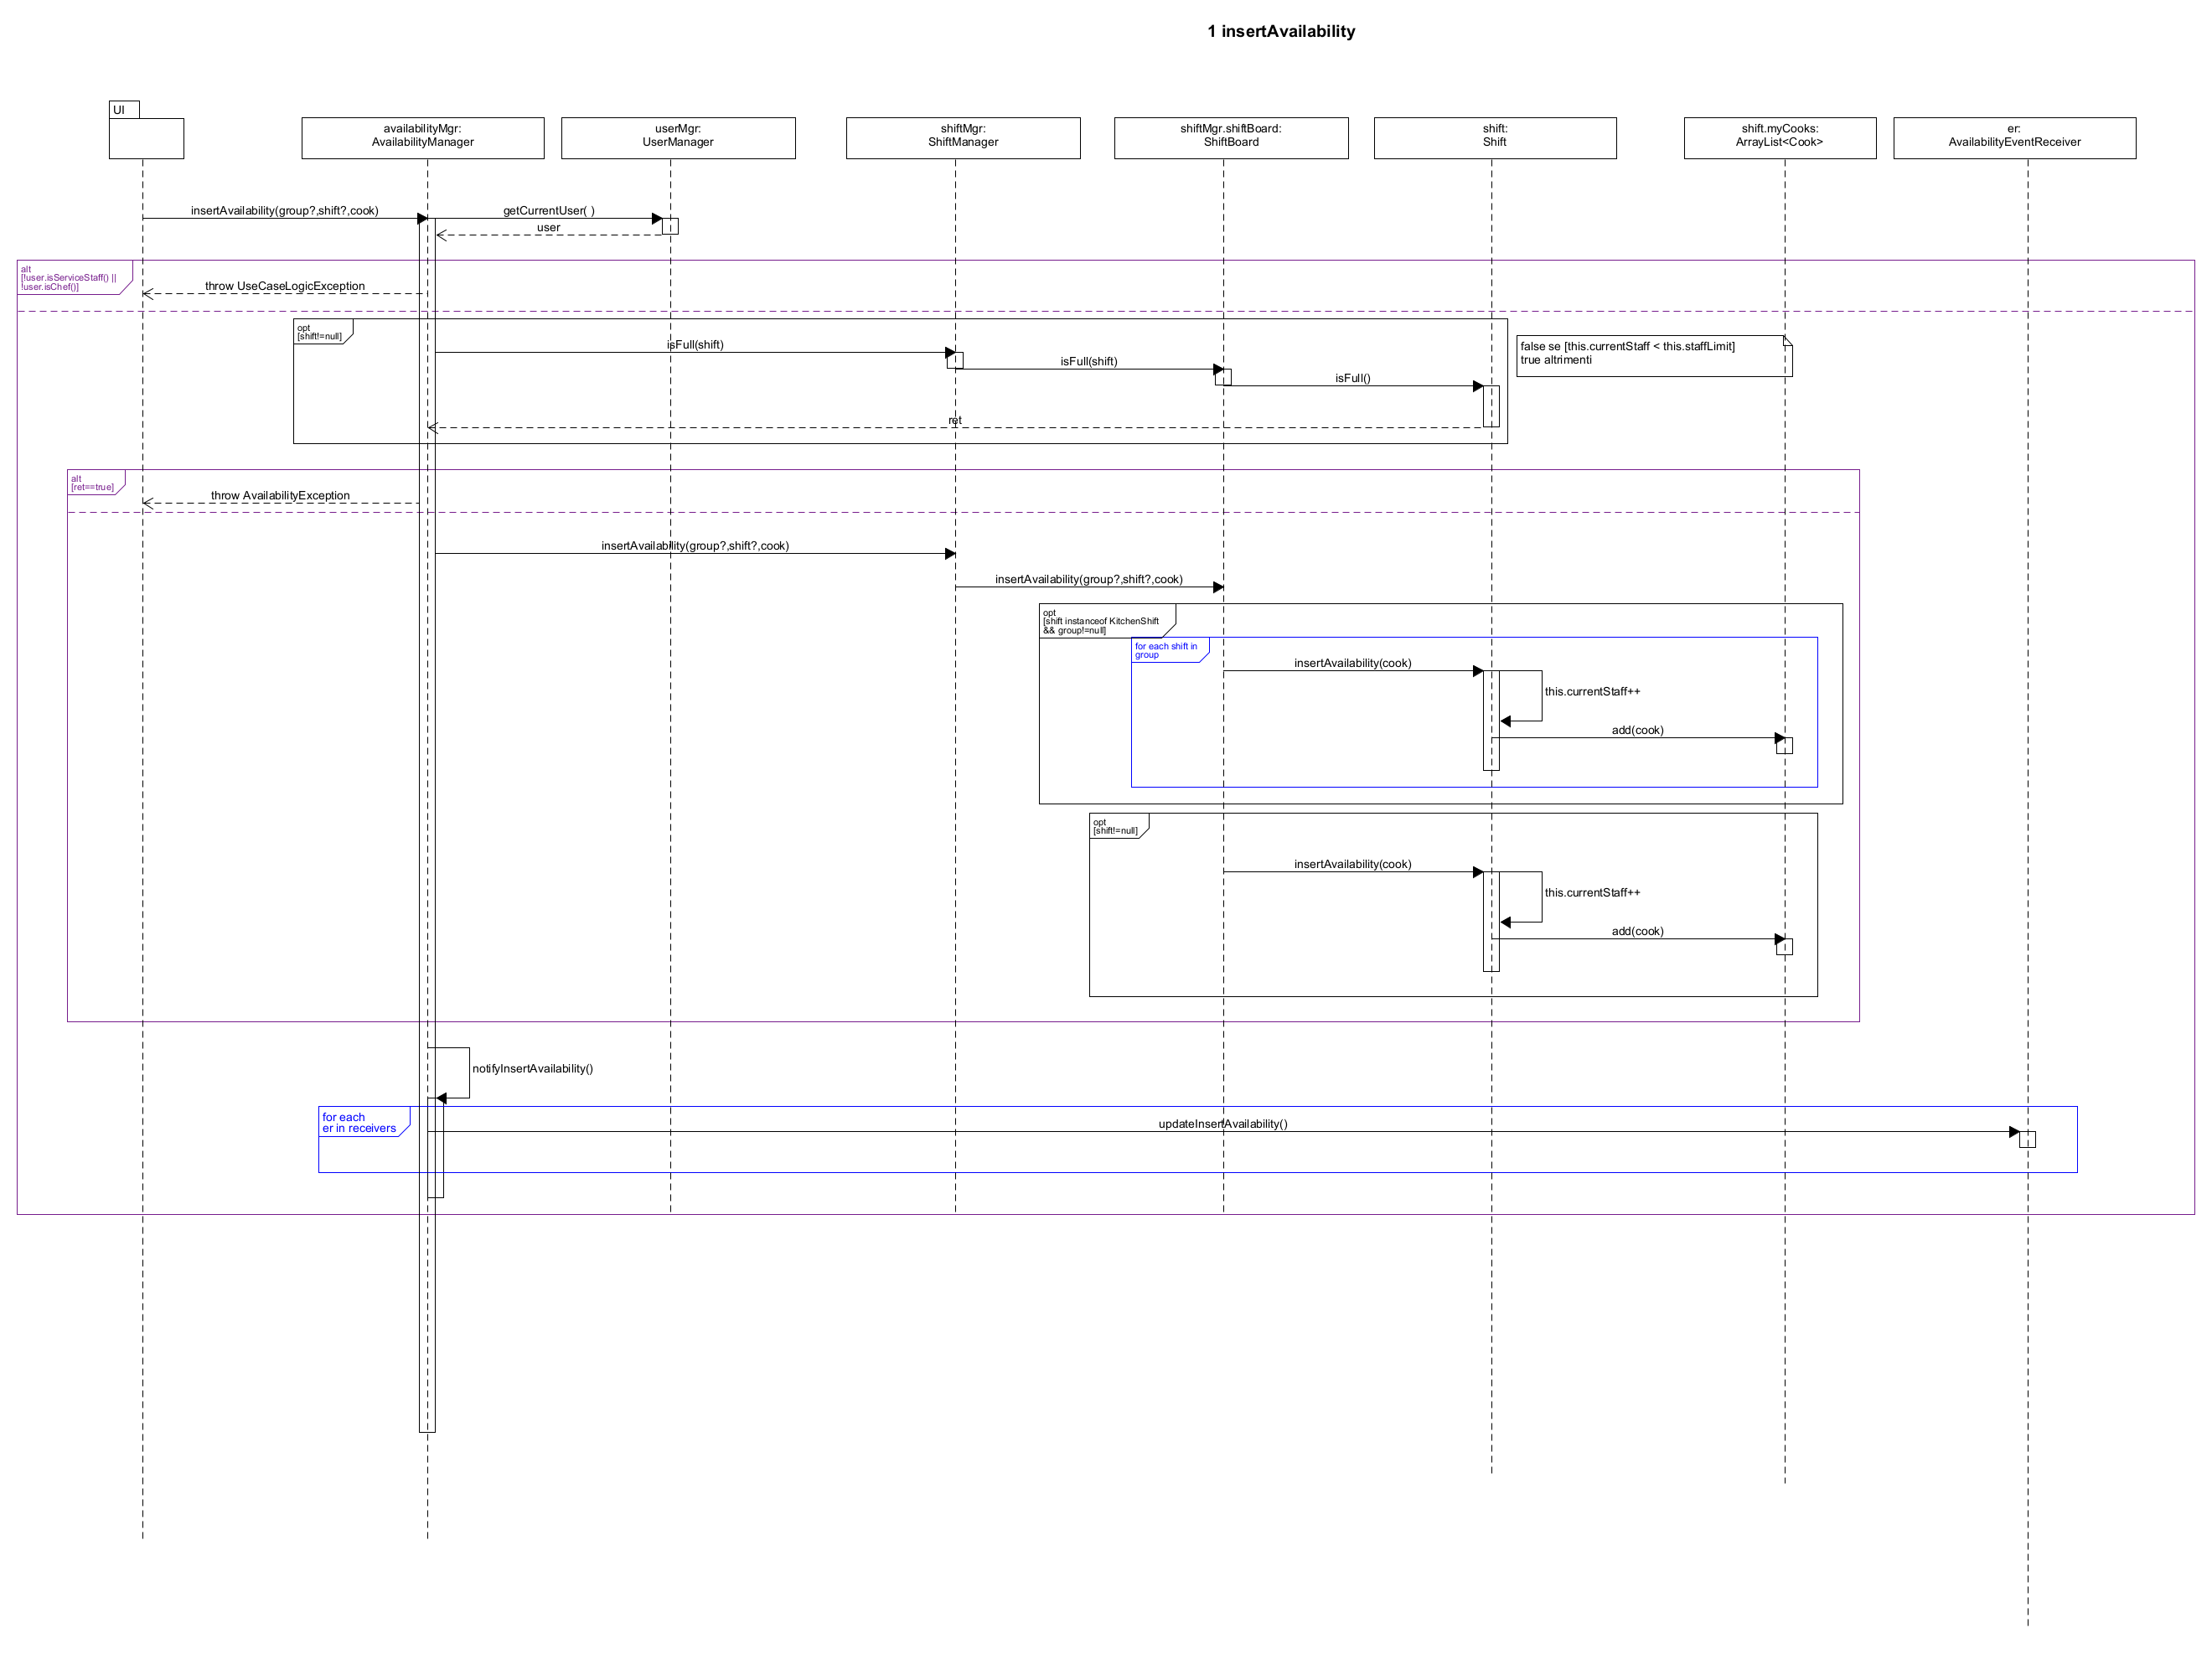 1 insertAvailability
UI
availabilityMgr:
AvailabilityManager
userMgr:
UserManager
shiftMgr:
ShiftManager
shiftMgr.shiftBoard:
ShiftBoard
shift:
Shift
shift.myCooks:
ArrayList<Cook>
er:
AvailabilityEventReceiver
insertAvailability(group?,shift?,cook)
getCurrentUser( )
user
alt
[!user.isServiceStaff() ||
!user.isChef()]
throw UseCaseLogicException
opt
[shift!=null]
isFull(shift)
isFull(shift)
isFull()
false se [this.currentStaff < this.staffLimit]
true altrimenti
ret
alt
[ret==true]
throw AvailabilityException
insertAvailability(group?,shift?,cook)
insertAvailability(group?,shift?,cook)
opt
[shift instanceof KitchenShift
&& group!=null]
for each shift in
group
insertAvailability(cook)
this.currentStaff++
add(cook)
opt
[shift!=null]
insertAvailability(cook)
this.currentStaff++
add(cook)
notifyInsertAvailability()
for each
er in receivers
updateInsertAvailability()